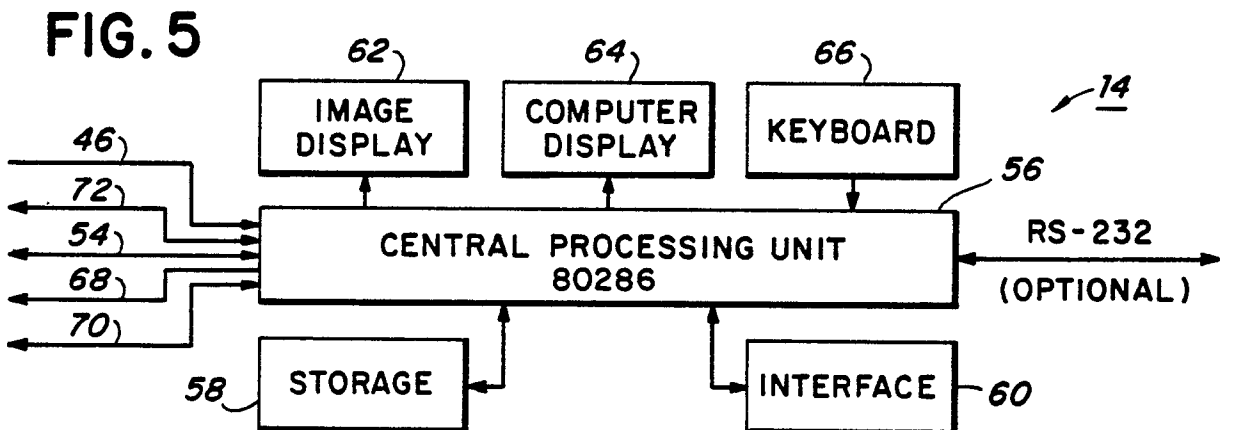 FIG. 5
62
64
66
14
IMAGE
DISPLAY
COMPUTER
DISPLAY
KEYBOARD
46
72
54
68
70
56
CENTRAL PROCESSING UNIT
80286
RS-232
(OPTIONAL)
58
STORAGE
INTERFACE
60